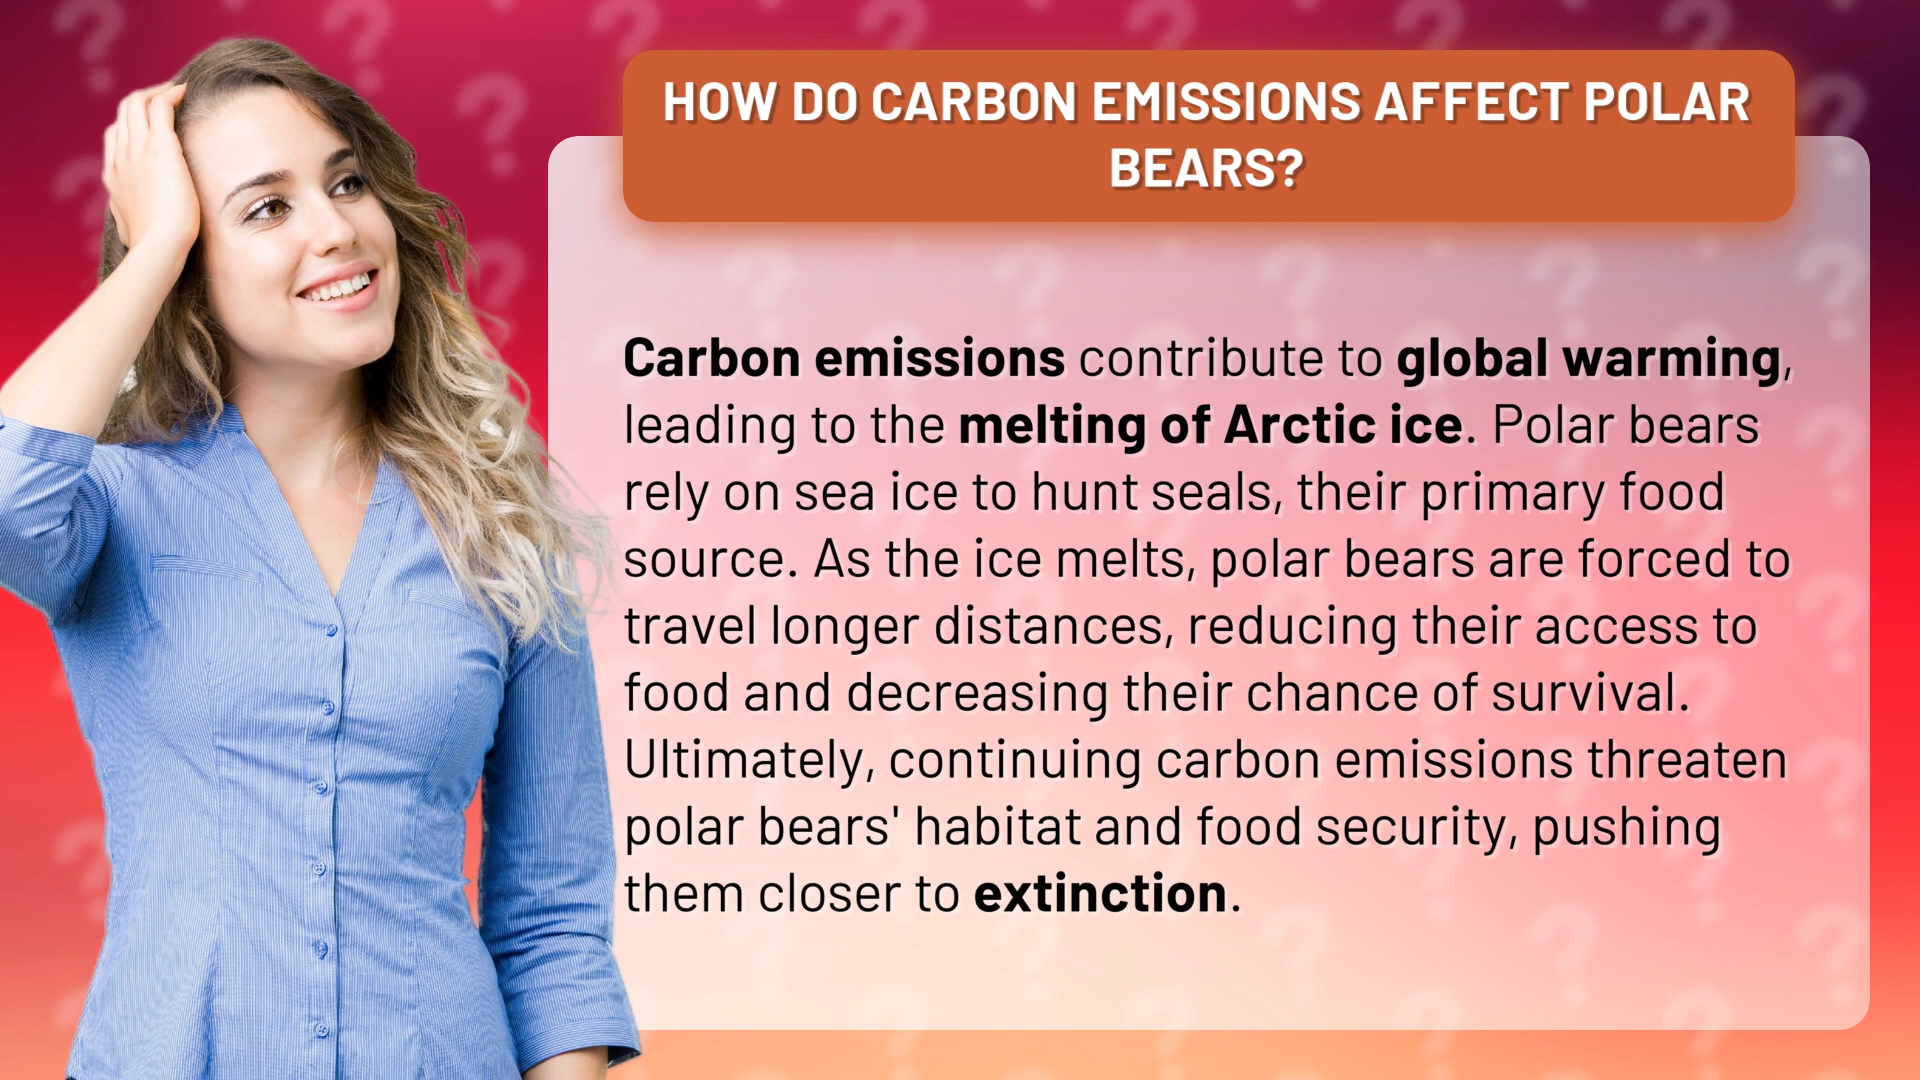 HOW DO CARBON EMISSIONS AFFECT POLAR
BEARS?
Carbon emissions contribute to global warming,
leading to the melting of Arctic ice. Polar bears
rely on sea ice to hunt seals, their primary food
source. As the ice melts, polar bears are forced to
travel longer distances, reducing their access to
food and decreasing their chance of survival.
Ultimately, continuing carbon emissions threaten
polar bears' habitat and food security, pushing
them closer to extinction.